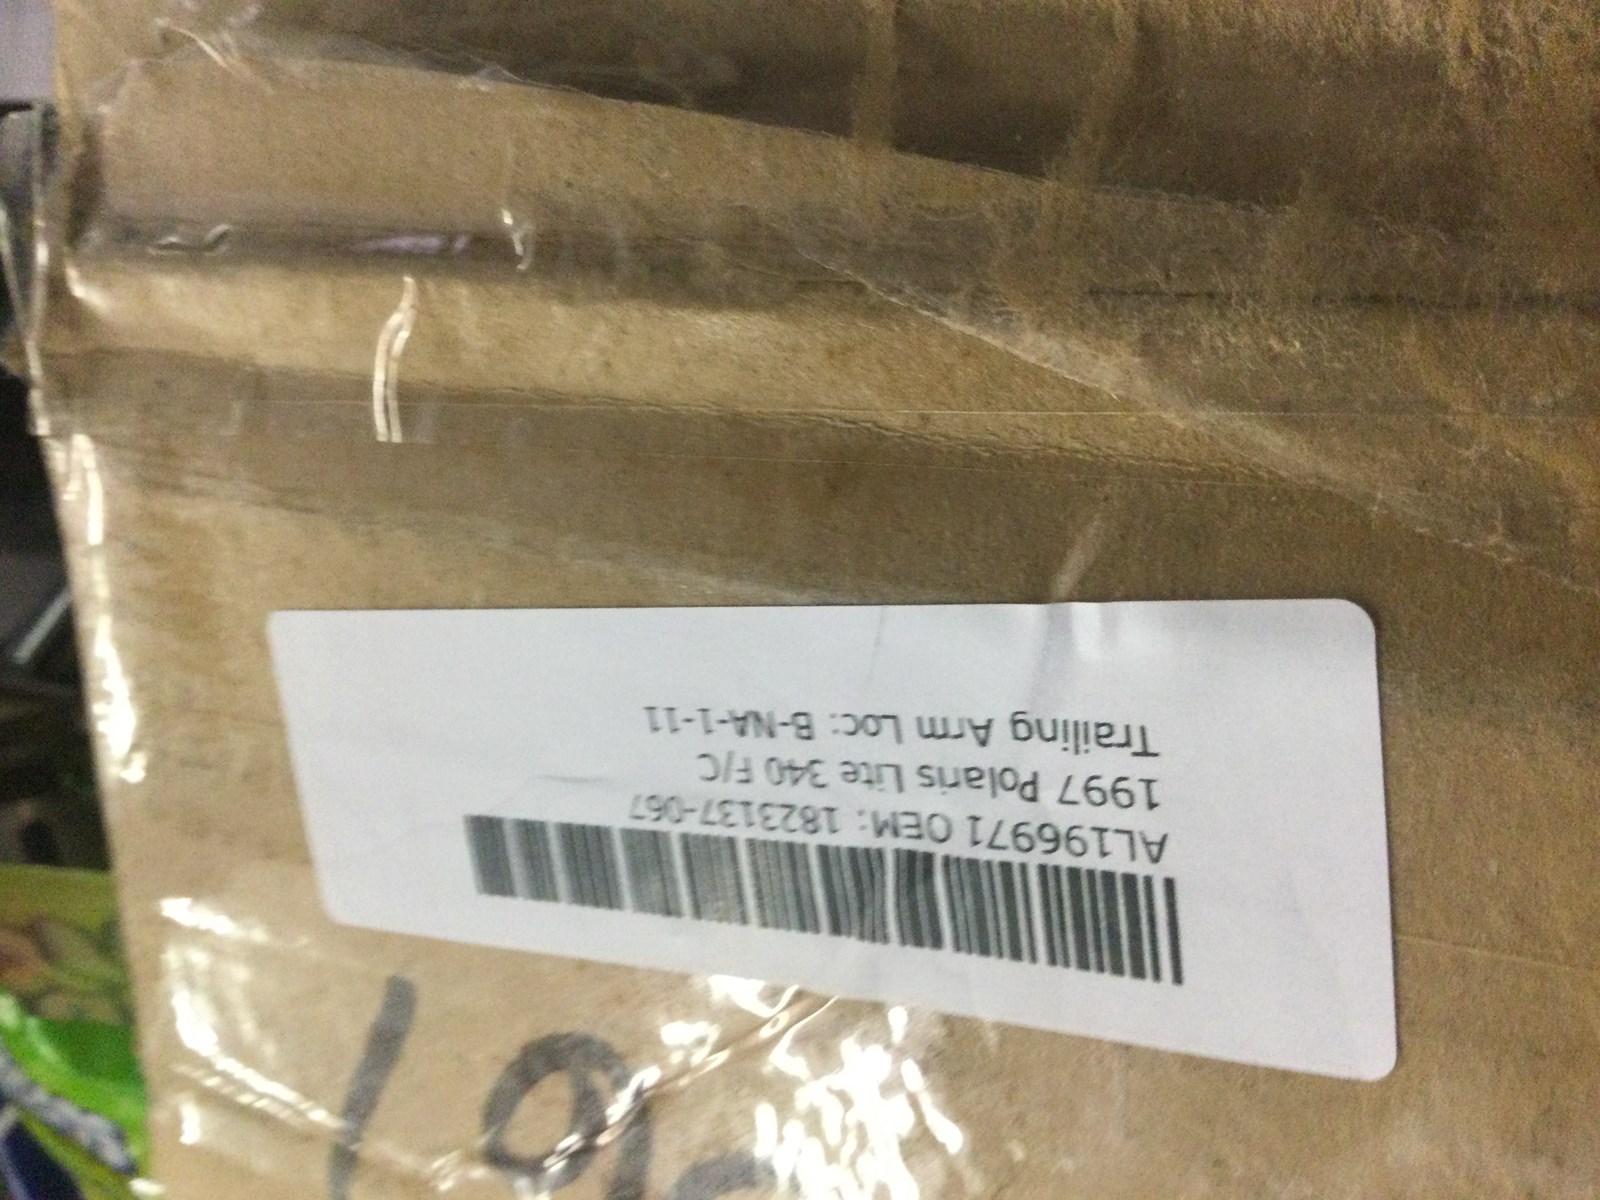 AL196971 OEM: 1823137-067
1997 Polaris Lite 340 F/C
Trailing Arm Loc: B-NA-1-11